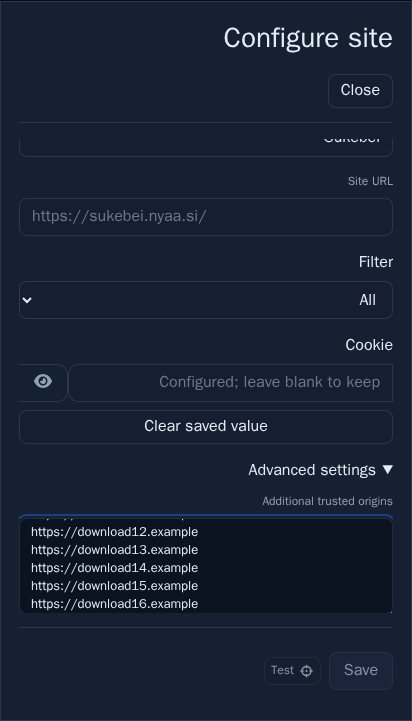 Configure site
Close
Sukebei
Site URL
https://sukebei.nyaa.si/
Filter
All
Cookie
Configured; leave blank to keep
Clear saved value
Advanced settings ▼
Additional trusted origins
https://download12.example
https://download13.example
https://download14.example
https://download15.example
https://download16.example
Test
Save